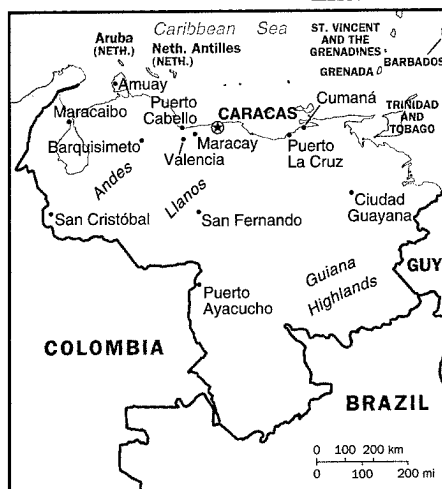 Caribbean Sea
ST. VINCENT
AND THE
GRENADINES
BARBADOS
Aruba
(NETH.)
Neth. Antilles
(NETH.)
GRENADA
Amuay
Puerto
Cabello
CARACAS
Cumaná
TRINIDAD
AND
TOBAGO
Maracaibo
Barquisimeto
Valencia
Maracay
Puerto
La Cruz
Andes
Llanos
Ciudad
Guayana
San Cristóbal
San Fernando
GUY
Guiana
Highlands
Puerto
Ayacucho
COLOMBIA
BRAZIL
0 100 200 km
0 100 200 mi